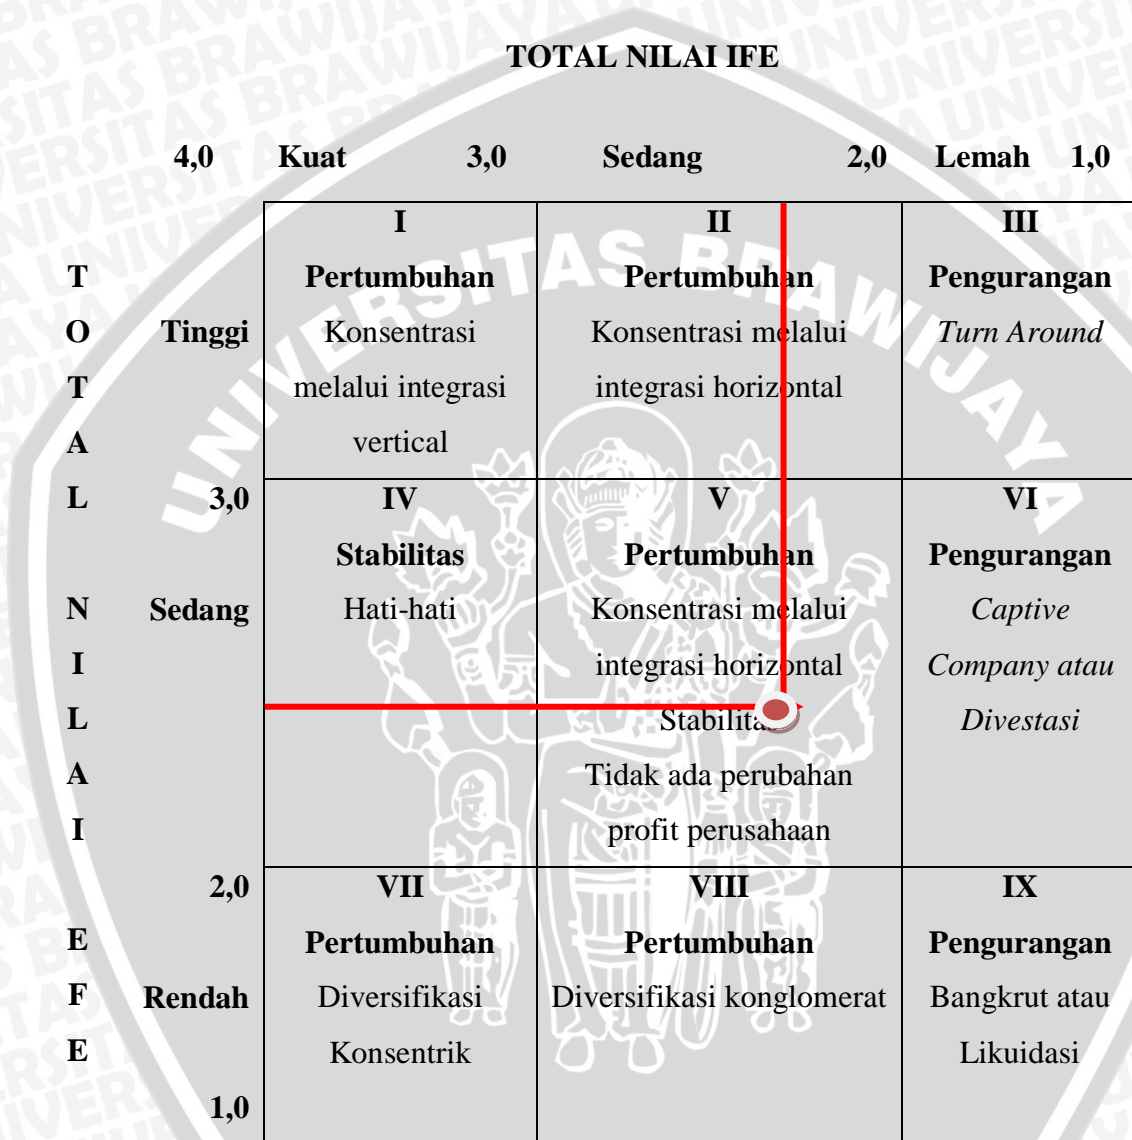 TOTAL NILAI IFE
4,0 Kuat 3,0 Sedang 2,0 Lemah 1,0
I II III
T Pertumbuhan Pertumbuhan Pengurangan
O Tinggi Konsentrasi Konsentrasi melalui Turn Around
T melalui integrasi integrasi horizontal
A vertical
L 3,0 IV V VI
Stabilitas Pertumbuhan Pengurangan
N Sedang Hati-hati Konsentrasi melalui Captive
I integrasi horizontal Company atau
L Stabilitas Divestasi
A Tidak ada perubahan
I profit perusahaan
2,0 VII VIII IX
E Pertumbuhan Pertumbuhan Pengurangan
F Rendah Diversifikasi Diversifikasi konglomerat Bangkrut atau
E Konsentrik Likuidasi
1,0
UNIVERSITAS BRAWIJAYA